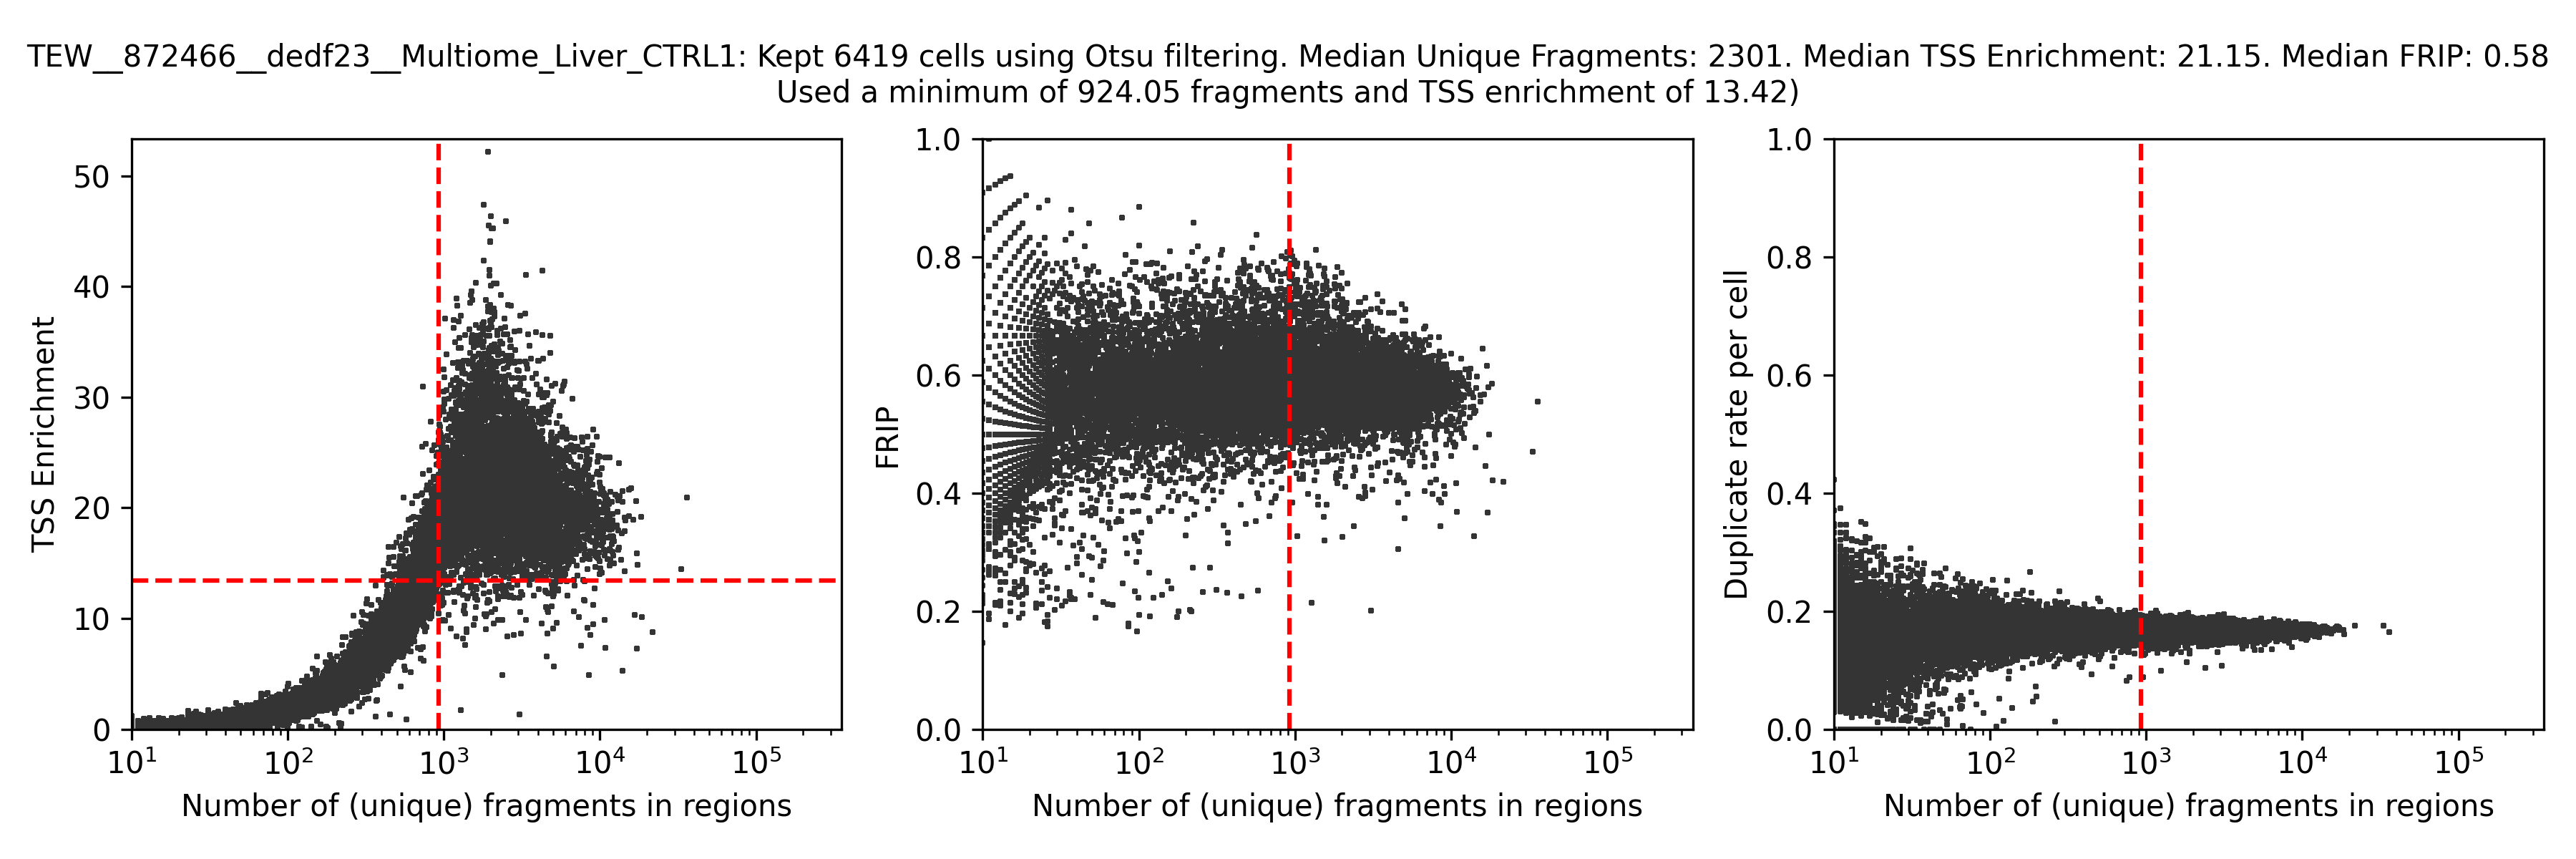 TEW__872466__dedf23__Multiome_Liver_CTRL1: Kept 6419 cells using Otsu filtering. Median Unique Fragments: 2301. Median TSS Enrichment: 21.15. Median FRIP: 0.58
Used a minimum of 924.05 fragments and TSS enrichment of 13.42)
TSS Enrichment
50
40
30
20
10
0
10¹ 10² 10³ 10⁴ 10⁵
Number of (unique) fragments in regions
FRIP
1.0
0.8
0.6
0.4
0.2
0.0
10¹ 10² 10³ 10⁴ 10⁵
Number of (unique) fragments in regions
Duplicate rate per cell
1.0
0.8
0.6
0.4
0.2
0.0
10¹ 10² 10³ 10⁴ 10⁵
Number of (unique) fragments in regions